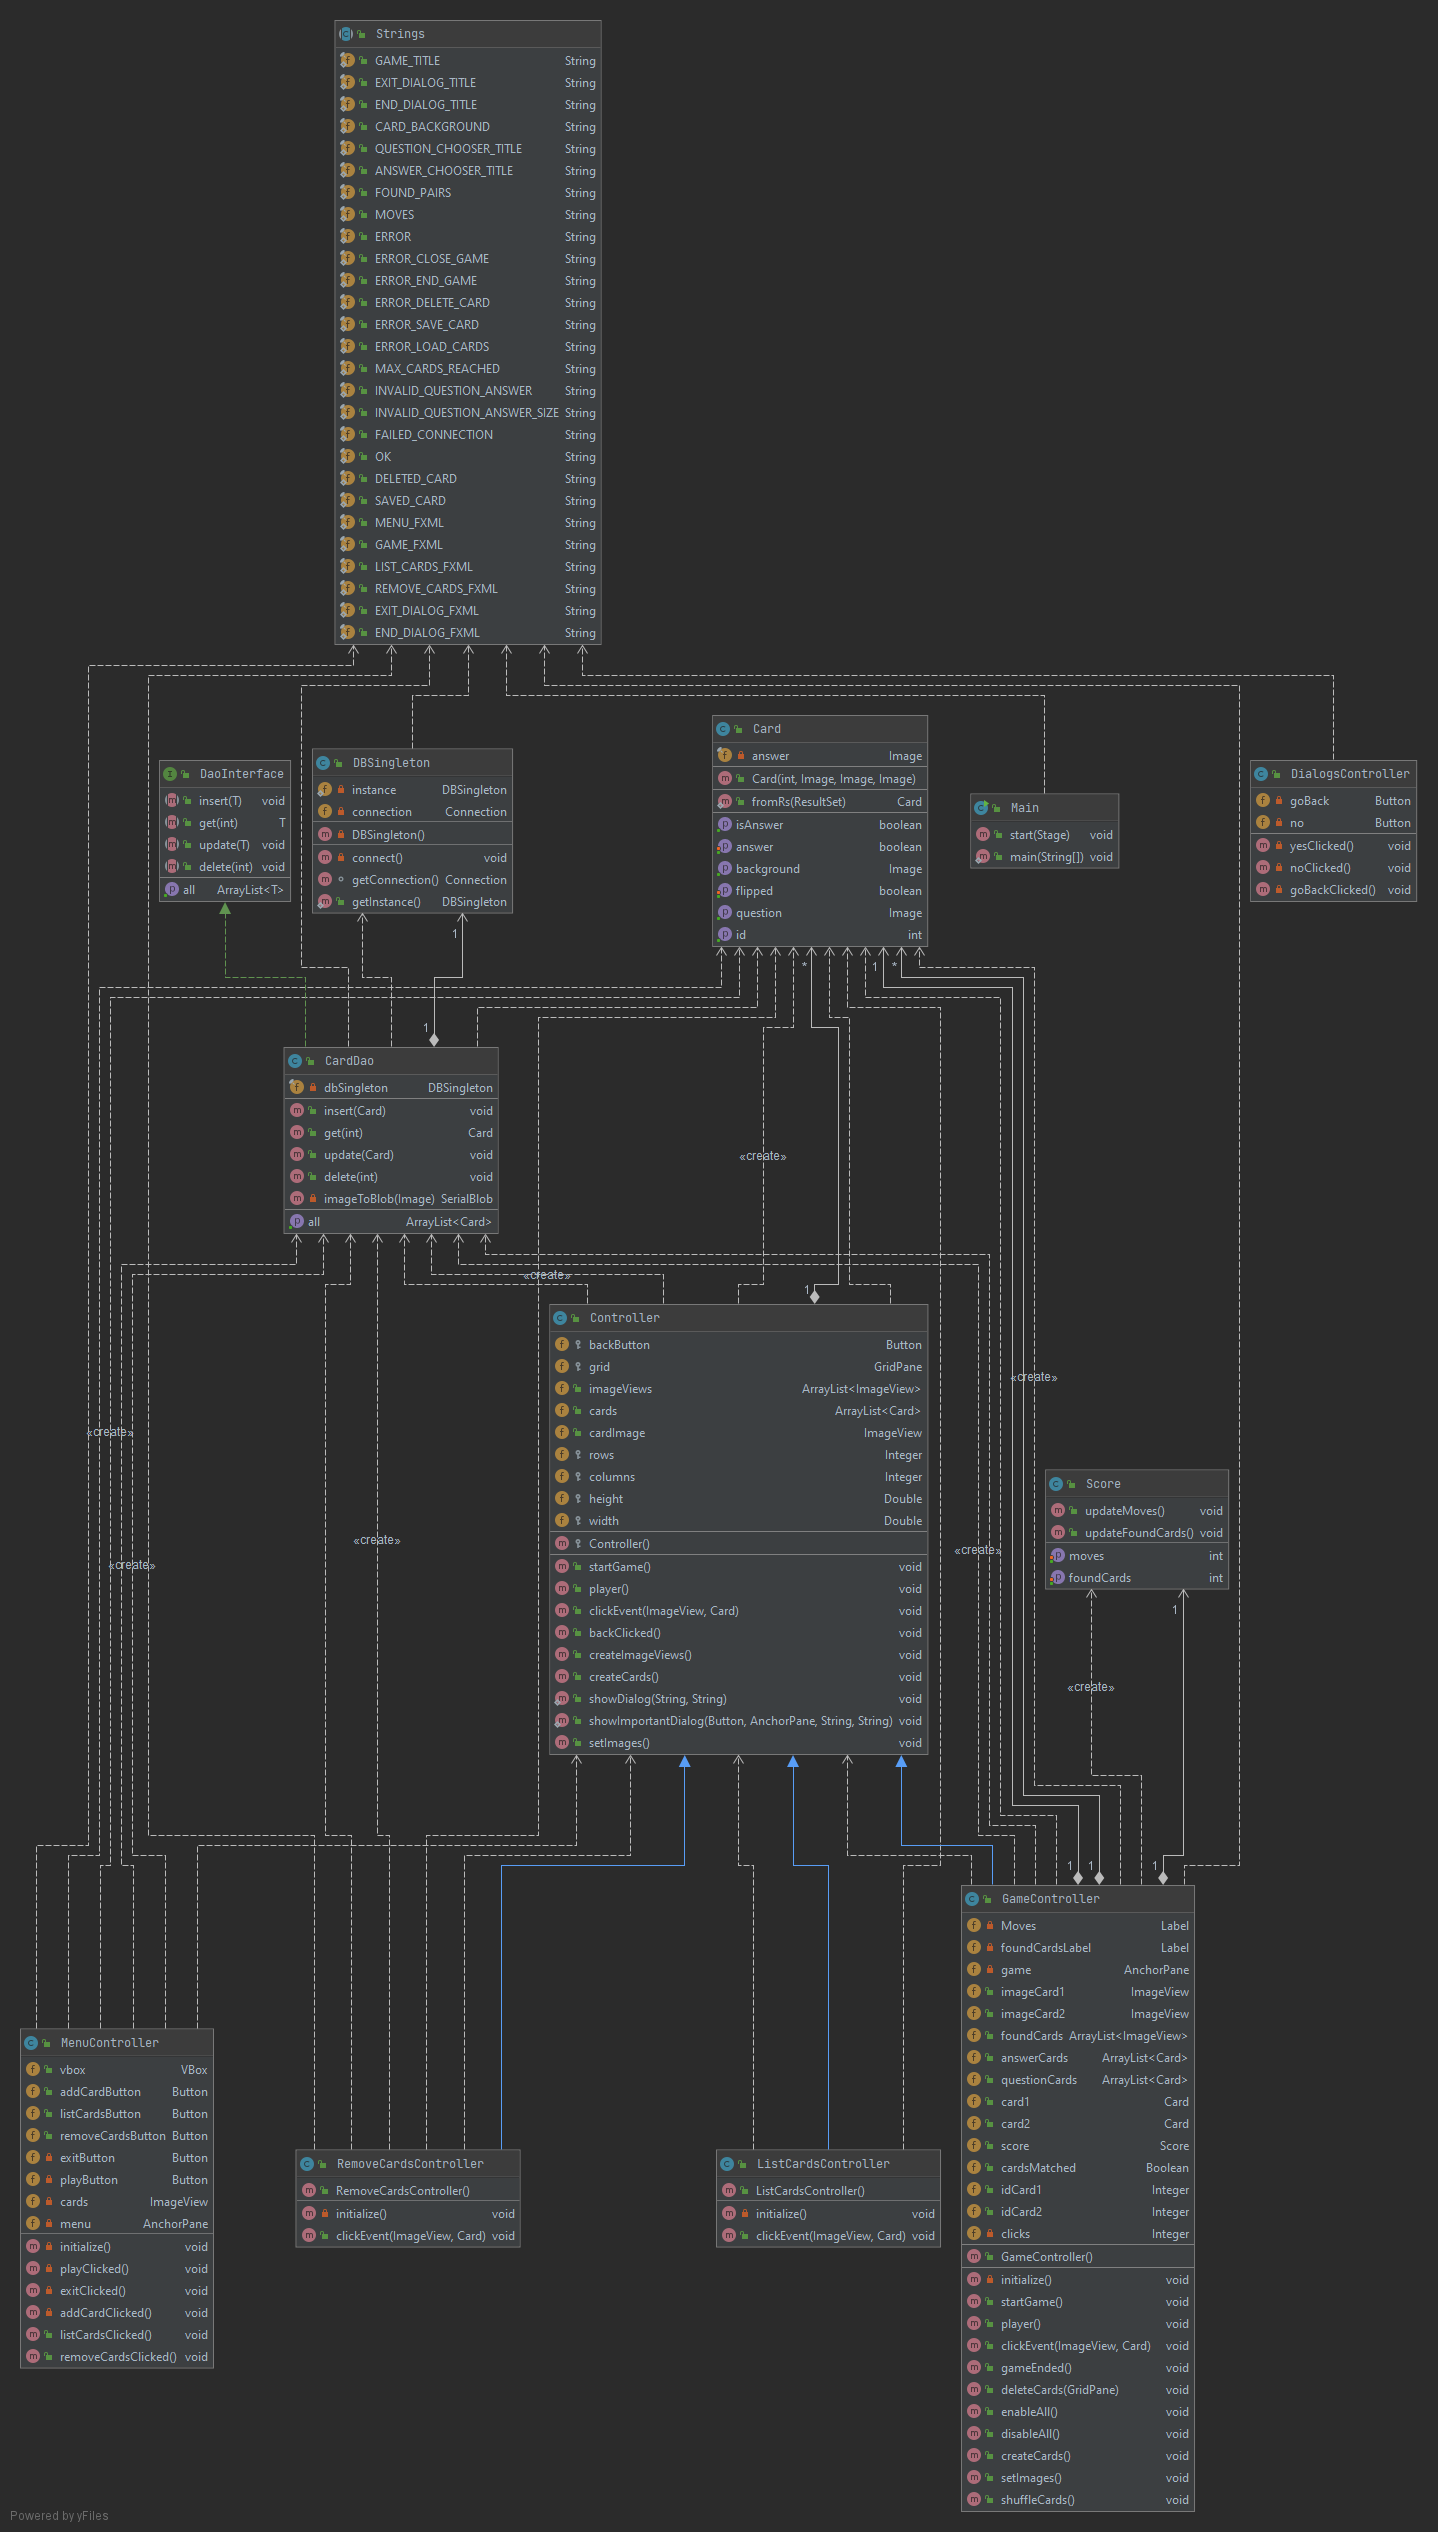 Strings
GAME_TITLE String
EXIT_DIALOG_TITLE String
END_DIALOG_TITLE String
CARD_BACKGROUND String
QUESTION_CHOOSER_TITLE String
ANSWER_CHOOSER_TITLE String
FOUND_PAIRS String
MOVES String
ERROR String
ERROR_CLOSE_GAME String
ERROR_END_GAME String
ERROR_DELETE_CARD String
ERROR_SAVE_CARD String
ERROR_LOAD_CARDS String
MAX_CARDS_REACHED String
INVALID_QUESTION_ANSWER String
INVALID_QUESTION_ANSWER_SIZE String
FAILED_CONNECTION String
OK String
DELETED_CARD String
SAVED_CARD String
MENU_FXML String
GAME_FXML String
LIST_CARDS_FXML String
REMOVE_CARDS_FXML String
EXIT_DIALOG_FXML String
END_DIALOG_FXML String
DaoInterface
insert(T) void
get(int) T
update(T) void
delete(int) void
all ArrayList<T>
DBSingleton
instance DBSingleton
connection Connection
DBSingleton()
connect() void
getConnection() Connection
getInstance() DBSingleton
Card
answer Image
Card(int, Image, Image, Image)
fromRs(ResultSet) Card
isAnswer boolean
answer boolean
background Image
flipped boolean
question Image
id int
Main
start(Stage) void
main(String[]) void
DialogsController
goBack Button
no Button
yesClicked() void
noClicked() void
goBackClicked() void
1
*
1
*
1
CardDao
dbSingleton DBSingleton
insert(Card) void
get(int) Card
update(Card) void
delete(int) void
imageToBlob(Image) SerialBlob
all ArrayList<Card>
«create»
«create»
1
Controller
backButton Button
grid GridPane
imageViews ArrayList<ImageView>
cards ArrayList<Card>
cardImage ImageView
rows Integer
columns Integer
height Double
width Double
Controller()
startGame() void
player() void
clickEvent(ImageView, Card) void
backClicked() void
createImageViews() void
createCards() void
showDialog(String, String) void
showImportantDialog(Button, AnchorPane, String, String) void
setImages() void
«create»
«create»
«create»
«create»
«create»
Score
updateMoves() void
updateFoundCards() void
moves int
foundCards int
1
«create»
1
1
1
MenuController
vbox VBox
addCardButton Button
listCardsButton Button
removeCardsButton Button
exitButton Button
playButton Button
cards ImageView
menu AnchorPane
initialize() void
playClicked() void
exitClicked() void
addCardClicked() void
listCardsClicked() void
removeCardsClicked() void
RemoveCardsController
RemoveCardsController()
initialize() void
clickEvent(ImageView, Card) void
ListCardsController
ListCardsController()
initialize() void
clickEvent(ImageView, Card) void
GameController
Moves Label
foundCardsLabel Label
game AnchorPane
imageCard1 ImageView
imageCard2 ImageView
foundCards ArrayList<ImageView>
answerCards ArrayList<Card>
questionCards ArrayList<Card>
card1 Card
card2 Card
score Score
cardsMatched Boolean
idCard1 Integer
idCard2 Integer
clicks Integer
GameController()
initialize() void
startGame() void
player() void
clickEvent(ImageView, Card) void
gameEnded() void
deleteCards(GridPane) void
enableAll() void
disableAll() void
createCards() void
setImages() void
shuffleCards() void
Powered by yFiles